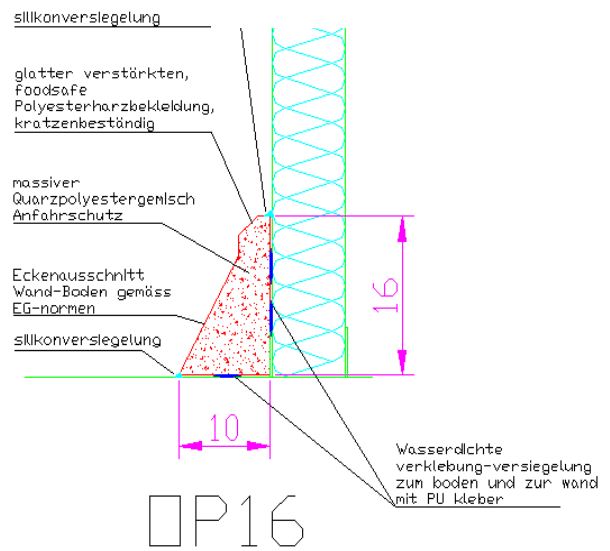 silikonversiegelung
glatter verstärkten,
foodsafe
Polyesterharzbekleidung,
kratzenbeständig
massiver
Quarzpolyestergemisch
Anfahrschutz
Eckenausschnitt
Wand-Boden gemäss
EG-normen
silikonversiegelung
16
10
Wasserdichte
verklebung-versiegelung
zum boden und zur wand
mit PU kleber
OP16